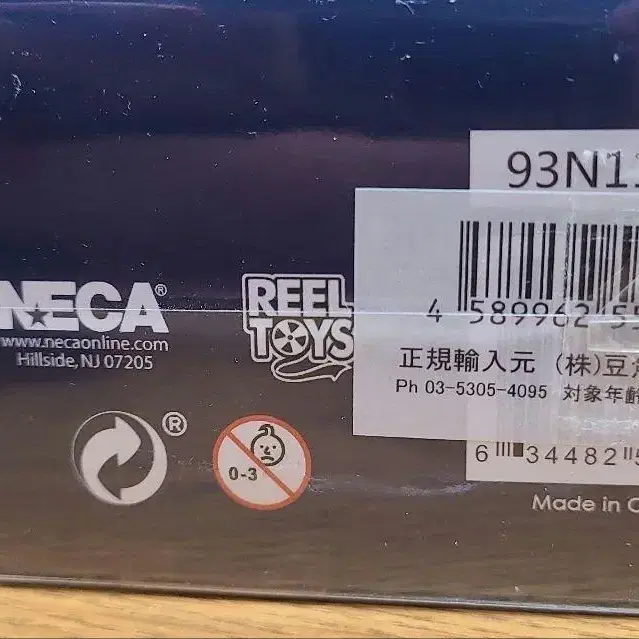 93N1
4 589962 5
NECA®
www.necaonline.com
Hillside, NJ 07205
REEL
TOYS
正規輸入元 (株)豆
Ph 03-5305-4095 対象年齢
®
0-3
6 34482 5
Made in